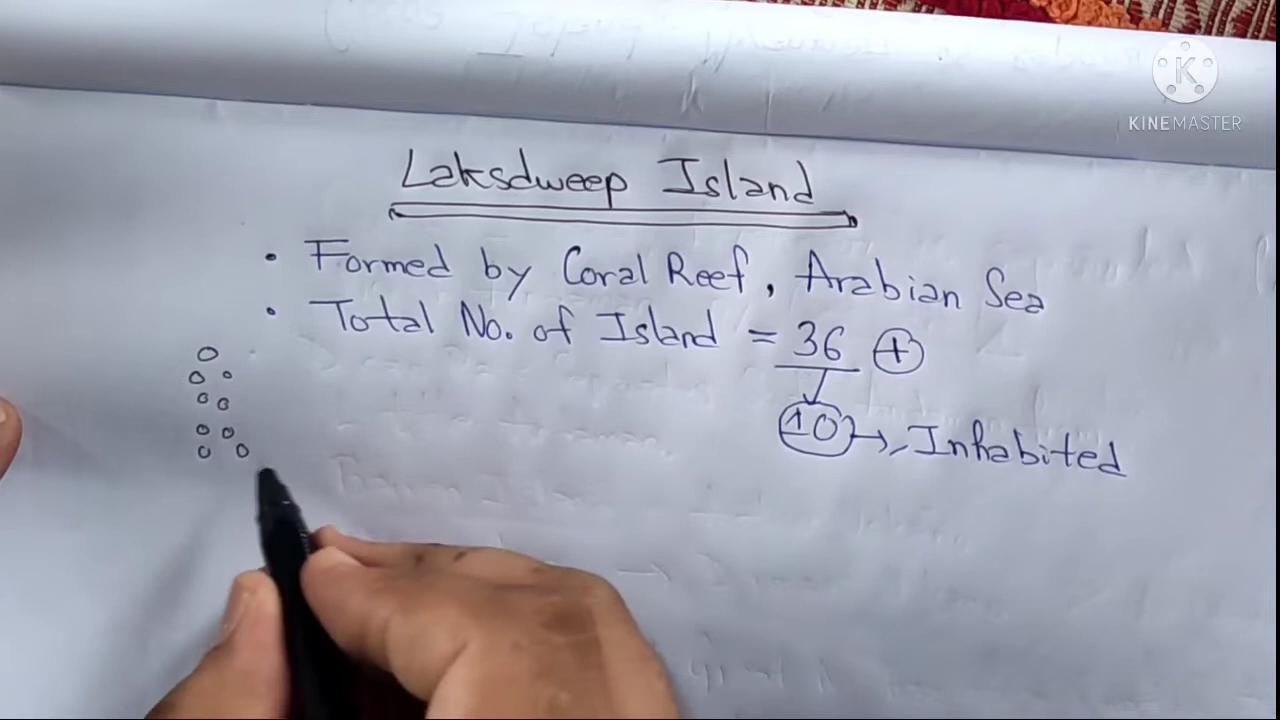 KINEMASTER
Laksdweep Island
• Formed by Coral Reef, Arabian Sea
• Total No. of Island = 36 +
10 → Inhabited